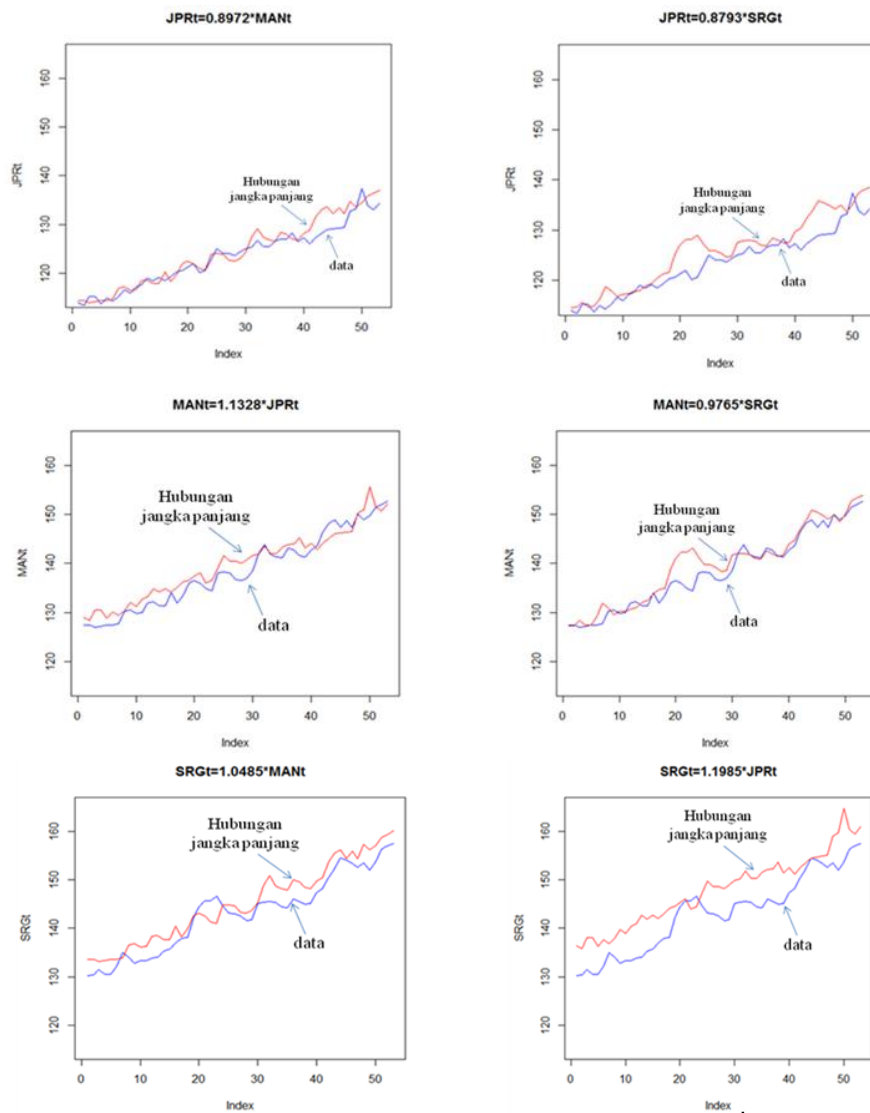 JPRt=0.8972*MANt
JPRt
160
150
140
130
120
Hubungan
jangka panjang
data
0 10 20 30 40 50
Index
JPRt=0.8793*SRGt
JPRt
160
150
140
130
120
Hubungan
jangka panjang
data
0 10 20 30 40 50
Index
MANt=1.1328*JPRt
MANt
160
150
140
130
120
Hubungan
jangka panjang
data
0 10 20 30 40 50
Index
MANt=0.9765*SRGt
MANt
160
150
140
130
120
Hubungan
jangka panjang
data
0 10 20 30 40 50
Index
SRGt=1.0485*MANt
SRGt
160
150
140
130
120
Hubungan
jangka panjang
data
0 10 20 30 40 50
Index
SRGt=1.1985*JPRt
SRGt
160
150
140
130
120
Hubungan
jangka panjang
data
0 10 20 30 40 50
Index